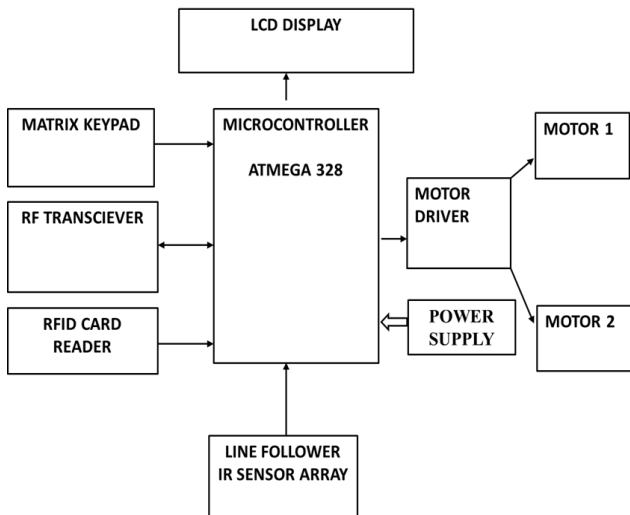 LCD DISPLAY
MATRIX KEYPAD
MICROCONTROLLER
ATMEGA 328
MOTOR 1
RF TRANSCIEVER
MOTOR
DRIVER
RFID CARD
READER
POWER
SUPPLY
MOTOR 2
LINE FOLLOWER
IR SENSOR ARRAY